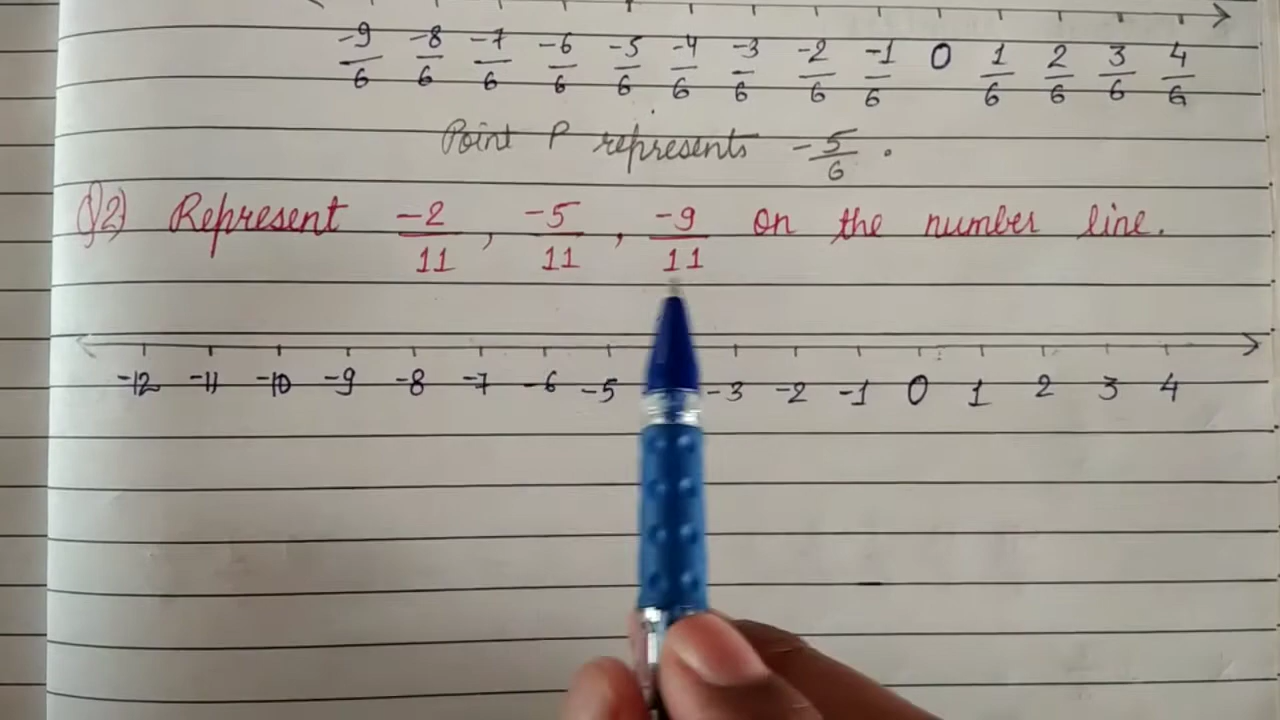 -9/6 -8/6 -7/6 -6/6 -5/6 -4/6 -3/6 -2/6 -1/6 0 1/6 2/6 3/6 4/6
Point P represents -5/6 .
Q2) Represent -2/11 , -5/11 , -9/11 on the number line.
-12 -11 -10 -9 -8 -7 -6 -5 -3 -2 -1 0 1 2 3 4